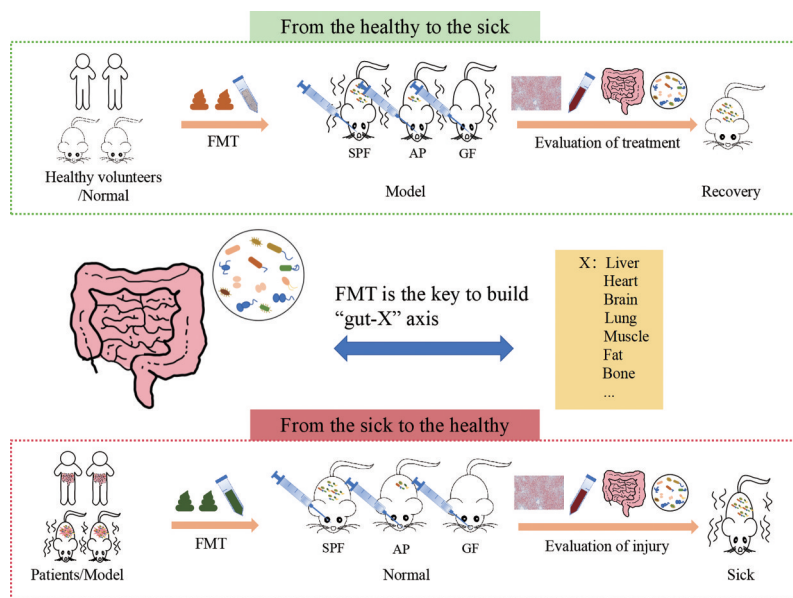 From the healthy to the sick
FMT
SPF
AP
GF
Evaluation of treatment
Healthy volunteers
/Normal
Model
Recovery
FMT is the key to build
“gut-X” axis
X: Liver
Heart
Brain
Lung
Muscle
Fat
Bone
...
From the sick to the healthy
FMT
SPF
AP
GF
Evaluation of injury
Patients/Model
Normal
Sick